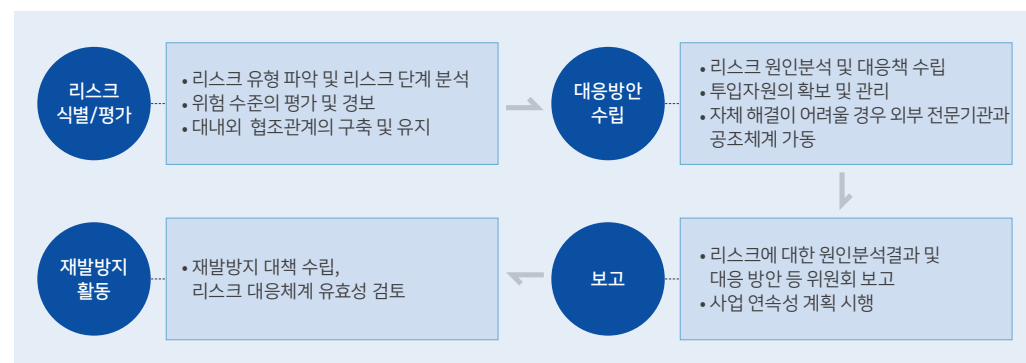 리스크
식별/평가
• 리스크 유형 파악 및 리스크 단계 분석
• 위험 수준의 평가 및 경보
• 대내외 협조관계의 구축 및 유지
대응방안
수립
• 리스크 원인분석 및 대응책 수립
• 투입자원의 확보 및 관리
• 자체 해결이 어려울 경우 외부 전문기관과
공조체계 가동
보고
• 리스크에 대한 원인분석결과 및
대응 방안 등 위원회 보고
• 사업 연속성 계획 시행
재발방지
활동
• 재발방지 대책 수립,
리스크 대응체계 유효성 검토